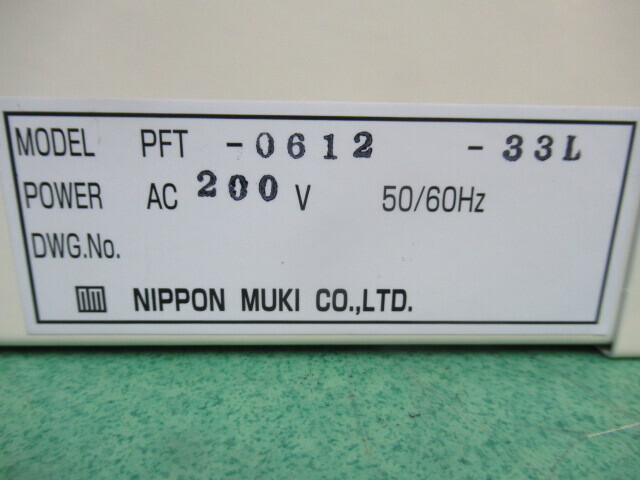 MODEL PFT -0612 -33L
POWER AC 200 V 50/60Hz
DWG.No.
NIPPON MUKI CO.,LTD.